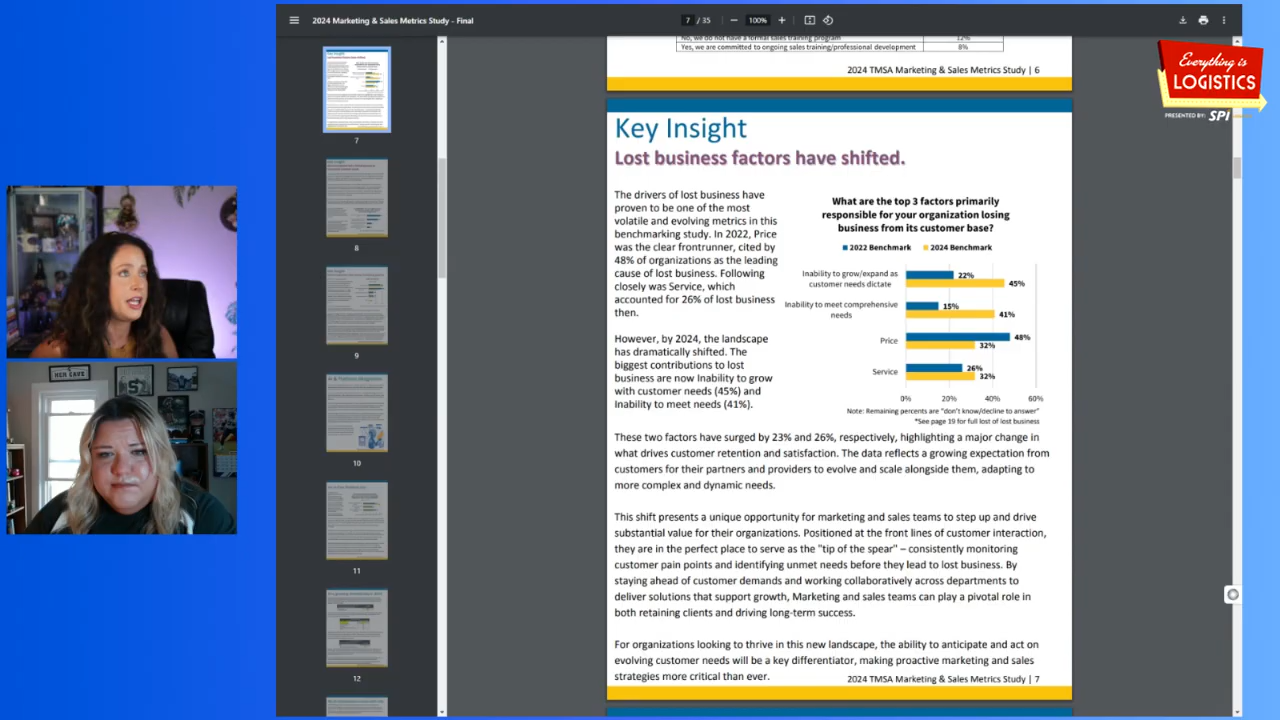 2024 Marketing & Sales Metrics Study - Final
7 / 35
100%
No, we do not have a formal sales training program 12%
Yes, we are committed to ongoing sales training/professional development 8%
2024 TMSA Marketing & Sales Metrics Study | 6
Everything is
LOGISTICS
PRESENTED BY: SPI
7
8
9
10
11
12
HER CAVE
S
Key Insight
Lost business factors have shifted.
The drivers of lost business have
proven to be one of the most
volatile and evolving metrics in this
benchmarking study. In 2022, Price
was the clear frontrunner, cited by
48% of organizations as the leading
cause of lost business. Following
closely was Service, which
accounted for 26% of lost business
then.
However, by 2024, the landscape
has dramatically shifted. The
biggest contributions to lost
business are now Inability to grow
with customer needs (45%) and
Inability to meet needs (41%).
What are the top 3 factors primarily
responsible for your organization losing
business from its customer base?
2022 Benchmark 2024 Benchmark
Inability to grow/expand as
customer needs dictate
22%
45%
Inability to meet comprehensive
needs
15%
41%
Price
48%
32%
Service
26%
32%
0% 20% 40% 60%
Note: Remaining percents are "don't know/decline to answer"
*See page 19 for full lost of lost business
These two factors have surged by 23% and 26%, respectively, highlighting a major change in
what drives customer retention and satisfaction. The data reflects a growing expectation from
customers for their partners and providers to evolve and scale alongside them, adapting to
more complex and dynamic needs.
This shift presents a unique opportunity for marketing and sales teams to step up and drive
substantial value for their organizations. Positioned at the front lines of customer interaction,
they are in the perfect place to serve as the "tip of the spear" – consistently monitoring
customer pain points and identifying unmet needs before they lead to lost business. By
staying ahead of customer demands and working collaboratively across departments to
deliver solutions that support growth, Marketing and sales teams can play a pivotal role in
both retaining clients and driving long-term success.
For organizations looking to thrive in this new landscape, the ability to anticipate and act on
evolving customer needs will be a key differentiator, making proactive marketing and sales
strategies more critical than ever.
2024 TMSA Marketing & Sales Metrics Study | 7